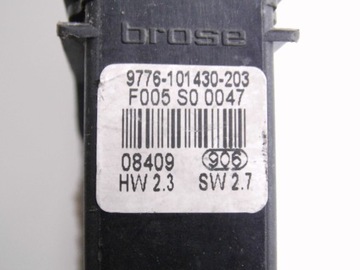 brose
9776-101430-203
F005 S0 0047
08409 906
HW 2.3 SW 2.7